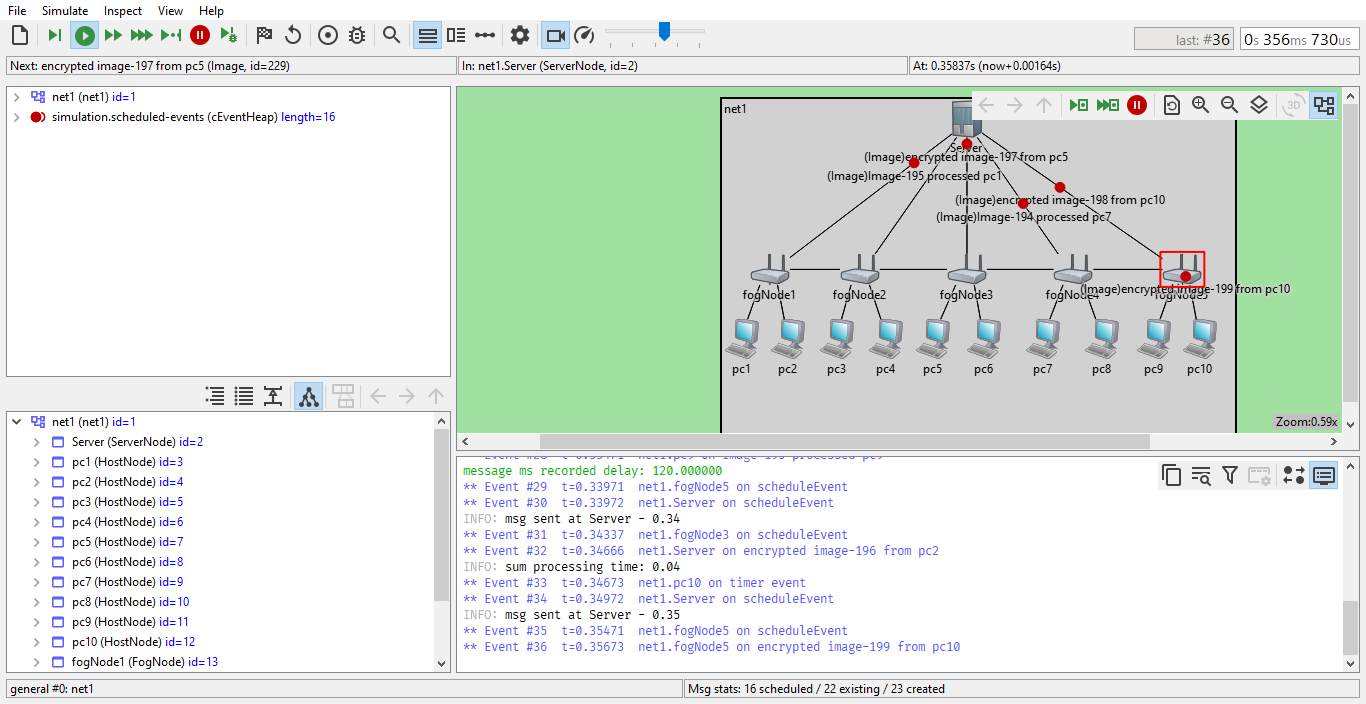 File Simulate Inspect View Help
last: #36 0s 356ms 730us
Next: encrypted image-197 from pc5 (Image, id=229) In: net1.Server (ServerNode, id=2) At: 0.35837s (now+0.00164s)
net1 (net1) id=1
simulation.scheduled-events (cEventHeap) length=16
net1
3D
Server
(Image)encrypted image-197 from pc5
(Image)Image-195 processed pc1
(Image)encrypted image-198 from pc10
(Image)Image-194 processed pc7
fogNode1 fogNode2 fogNode3 fogNode4 fogNode5
(Image)encrypted image-199 from pc10
pc1 pc2 pc3 pc4 pc5 pc6 pc7 pc8 pc9 pc10
Zoom:0.59x
net1 (net1) id=1
Server (ServerNode) id=2
pc1 (HostNode) id=3
pc2 (HostNode) id=4
pc3 (HostNode) id=5
pc4 (HostNode) id=6
pc5 (HostNode) id=7
pc6 (HostNode) id=8
pc7 (HostNode) id=9
pc8 (HostNode) id=10
pc9 (HostNode) id=11
pc10 (HostNode) id=12
fogNode1 (FogNode) id=13
message ms recorded delay: 120.000000
** Event #29 t=0.33971 net1.fogNode5 on scheduleEvent
** Event #30 t=0.33972 net1.Server on scheduleEvent
INFO: msg sent at Server - 0.34
** Event #31 t=0.34337 net1.fogNode3 on scheduleEvent
** Event #32 t=0.34666 net1.Server on encrypted image-196 from pc2
INFO: sum processing time: 0.04
** Event #33 t=0.34673 net1.pc10 on timer event
** Event #34 t=0.34972 net1.Server on scheduleEvent
INFO: msg sent at Server - 0.35
** Event #35 t=0.35471 net1.fogNode5 on scheduleEvent
** Event #36 t=0.35673 net1.fogNode5 on encrypted image-199 from pc10
general #0: net1 Msg stats: 16 scheduled / 22 existing / 23 created